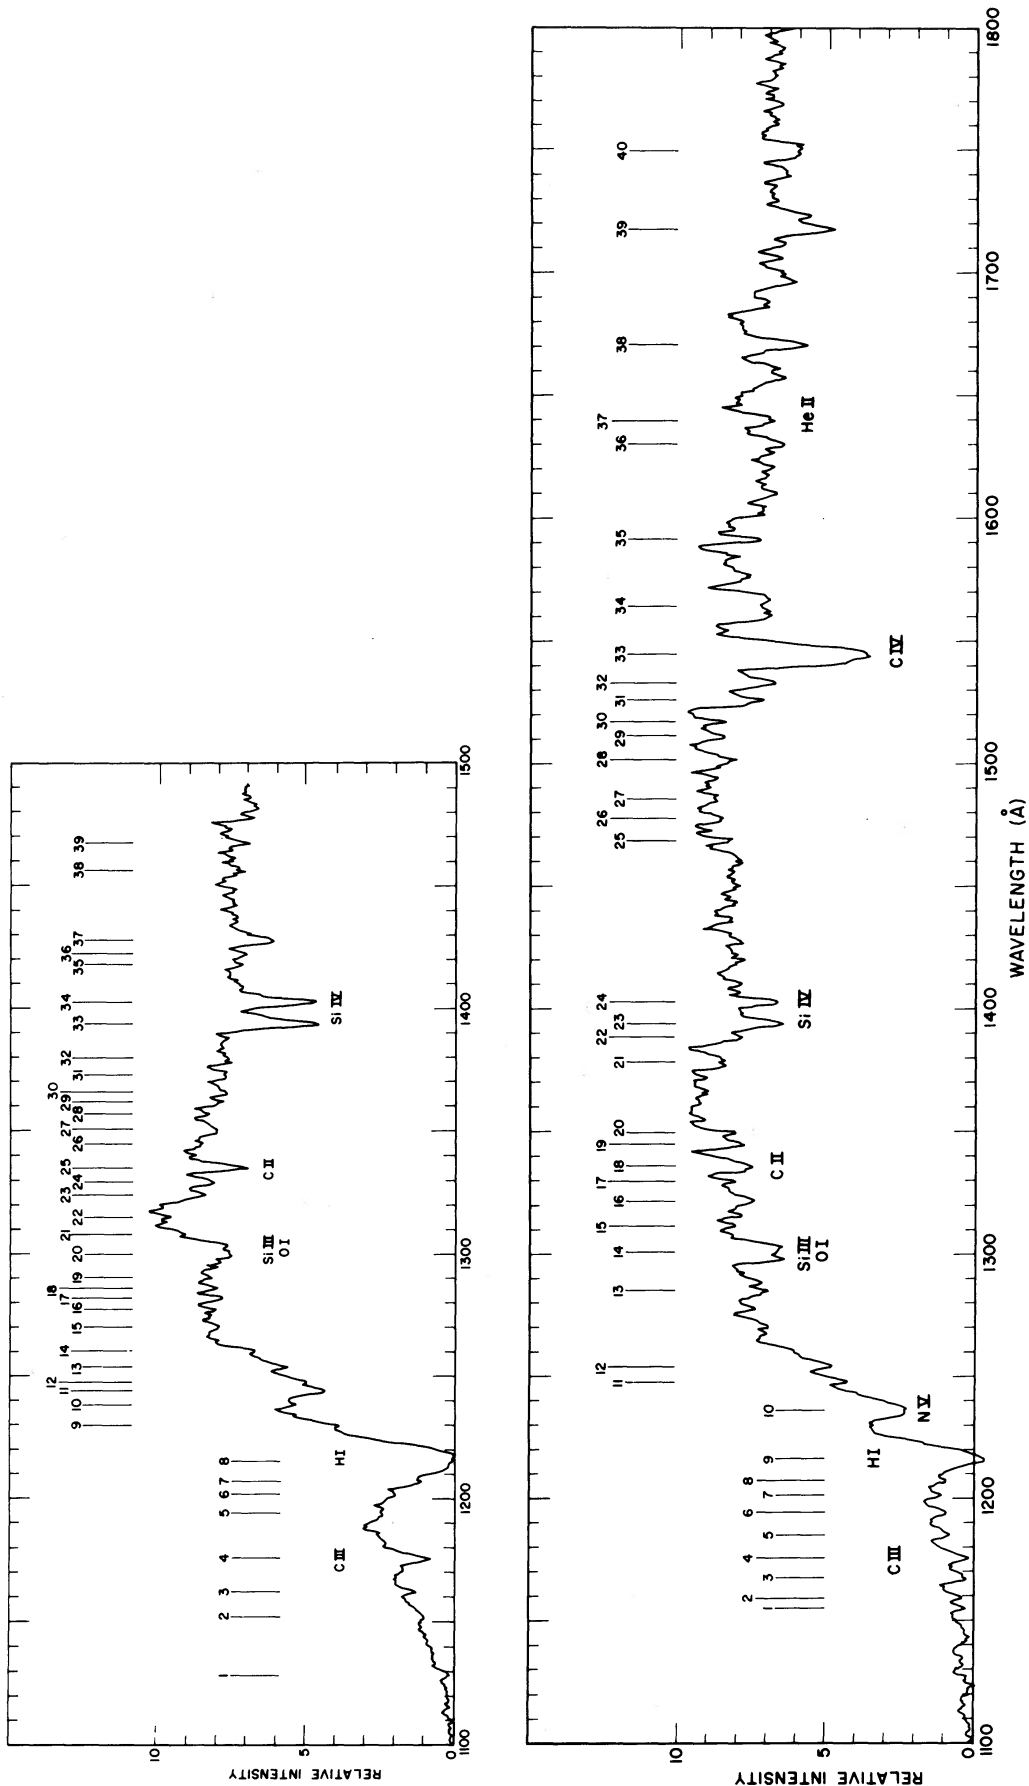 RELATIVE INTENSITY
10
5
0
1 2 3 4 5 6 7 8 9 10 11 12 13 14 15 16 17 18 19 20 21 22 23 24 25 26 27 28 29 30 31 32 33 34 35 36 37 38 39
C III
H I
Si III
O I
C II
Si IV
1100 1200 1300 1400 1500
RELATIVE INTENSITY
10
5
0
1 2 3 4 5 6 7 8 9 10 11 12 13 14 15 16 17 18 19 20 21 22 23 24 25 26 27 28 29 30 31 32 33 34 35 36 37 38 39 40
C III
H I
N V
Si III
O I
C II
Si IV
C IV
He II
1100 1200 1300 1400 1500 1600 1700 1800
WAVELENGTH (Å)